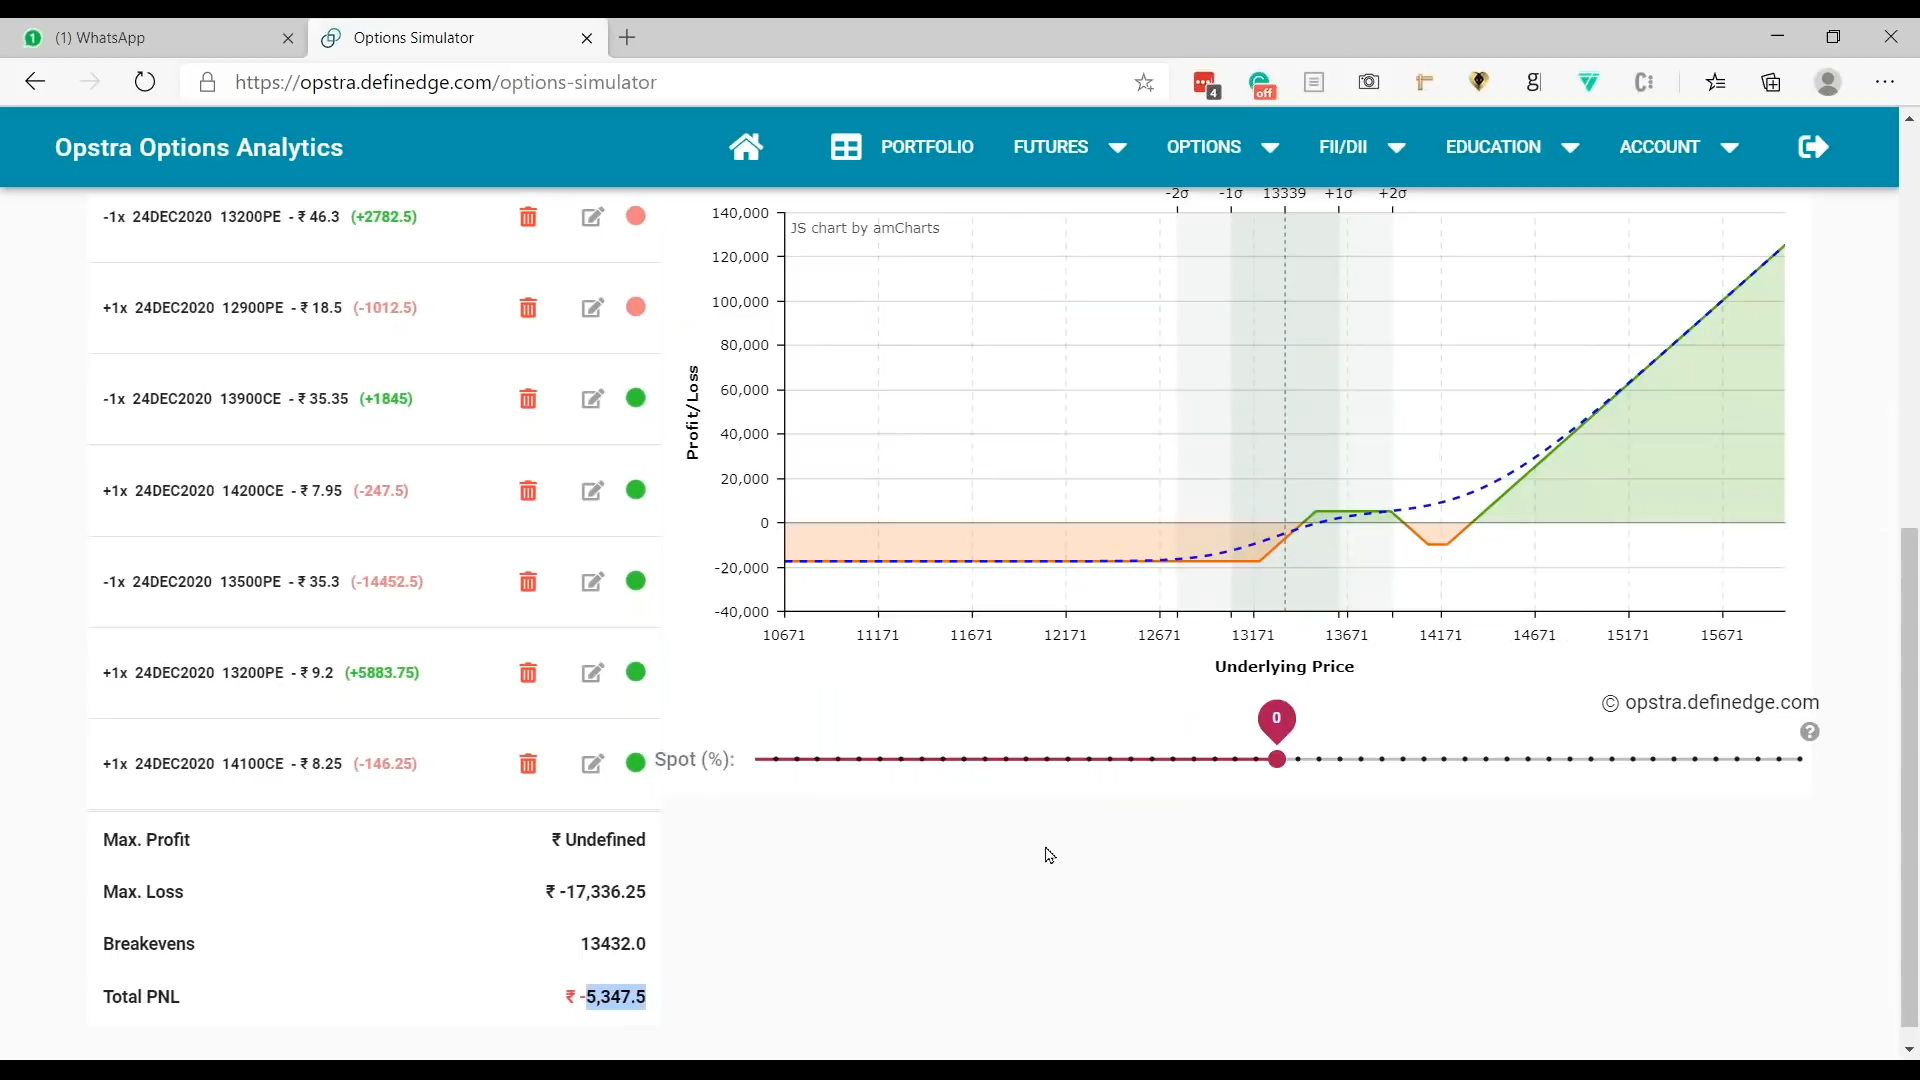 (1) WhatsApp
Options Simulator
https://opstra.definedge.com/options-simulator
4
off
g
Opstra Options Analytics
PORTFOLIO
FUTURES
OPTIONS
FII/DII
EDUCATION
ACCOUNT
-1x 24DEC2020 13200PE - ₹ 46.3 (+2782.5)
+1x 24DEC2020 12900PE - ₹ 18.5 (-1012.5)
-1x 24DEC2020 13900CE - ₹ 35.35 (+1845)
+1x 24DEC2020 14200CE - ₹ 7.95 (-247.5)
-1x 24DEC2020 13500PE - ₹ 35.3 (-14452.5)
+1x 24DEC2020 13200PE - ₹ 9.2 (+5883.75)
+1x 24DEC2020 14100CE - ₹ 8.25 (-146.25)
Max. Profit ₹ Undefined
Max. Loss ₹ -17,336.25
Breakevens 13432.0
Total PNL ₹ -5,347.5
-2σ -1σ 13339 +1σ +2σ
JS chart by amCharts
140,000
120,000
100,000
80,000
60,000
40,000
20,000
0
-20,000
-40,000
Profit/Loss
10671 11171 11671 12171 12671 13171 13671 14171 14671 15171 15671
Underlying Price
© opstra.definedge.com
?
0
Spot (%):